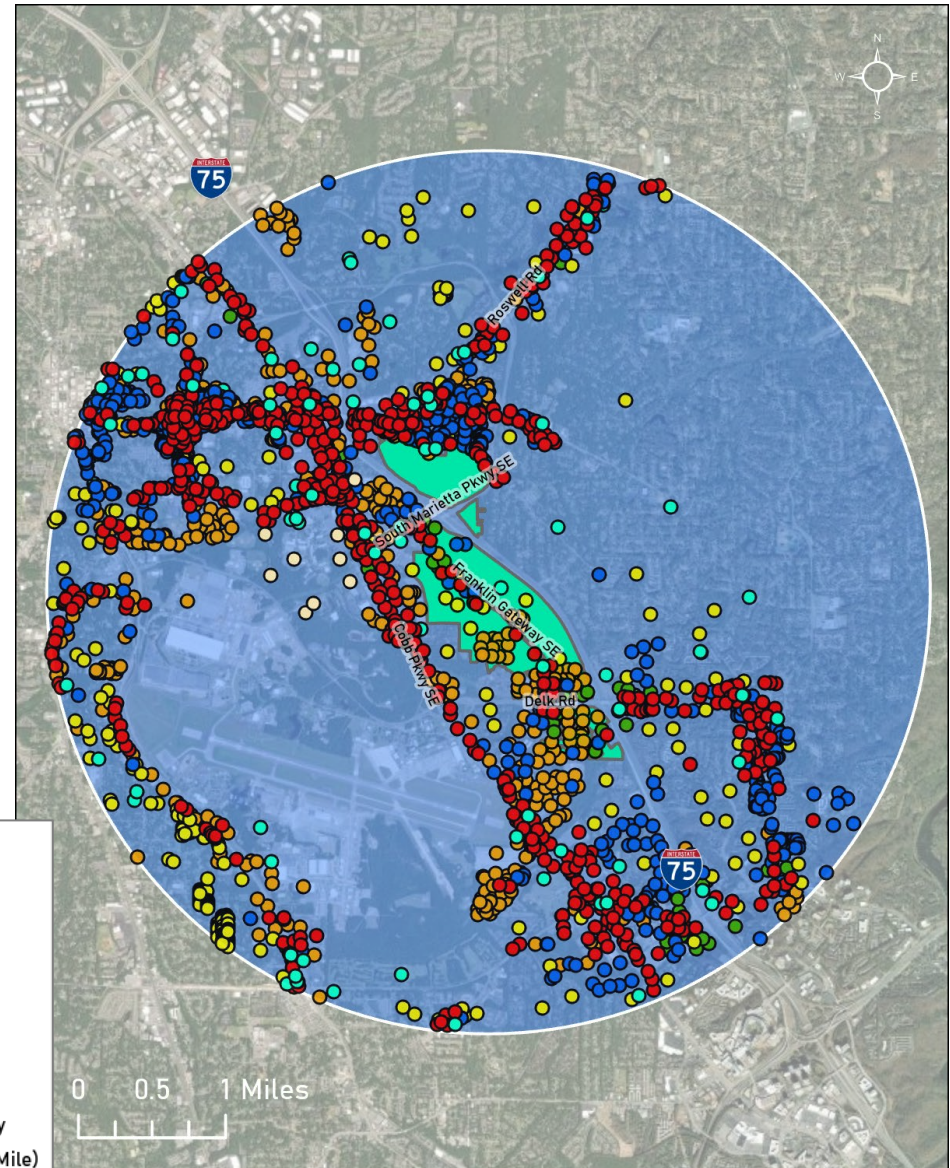 N
W E
S
INTERSTATE
75
Roswell Rd
South Marietta Pkwy SE
Franklin Gateway SE
Cobb Pkwy SE
Delk Rd
INTERSTATE
75
0 0.5 1 Miles
y
Mile)